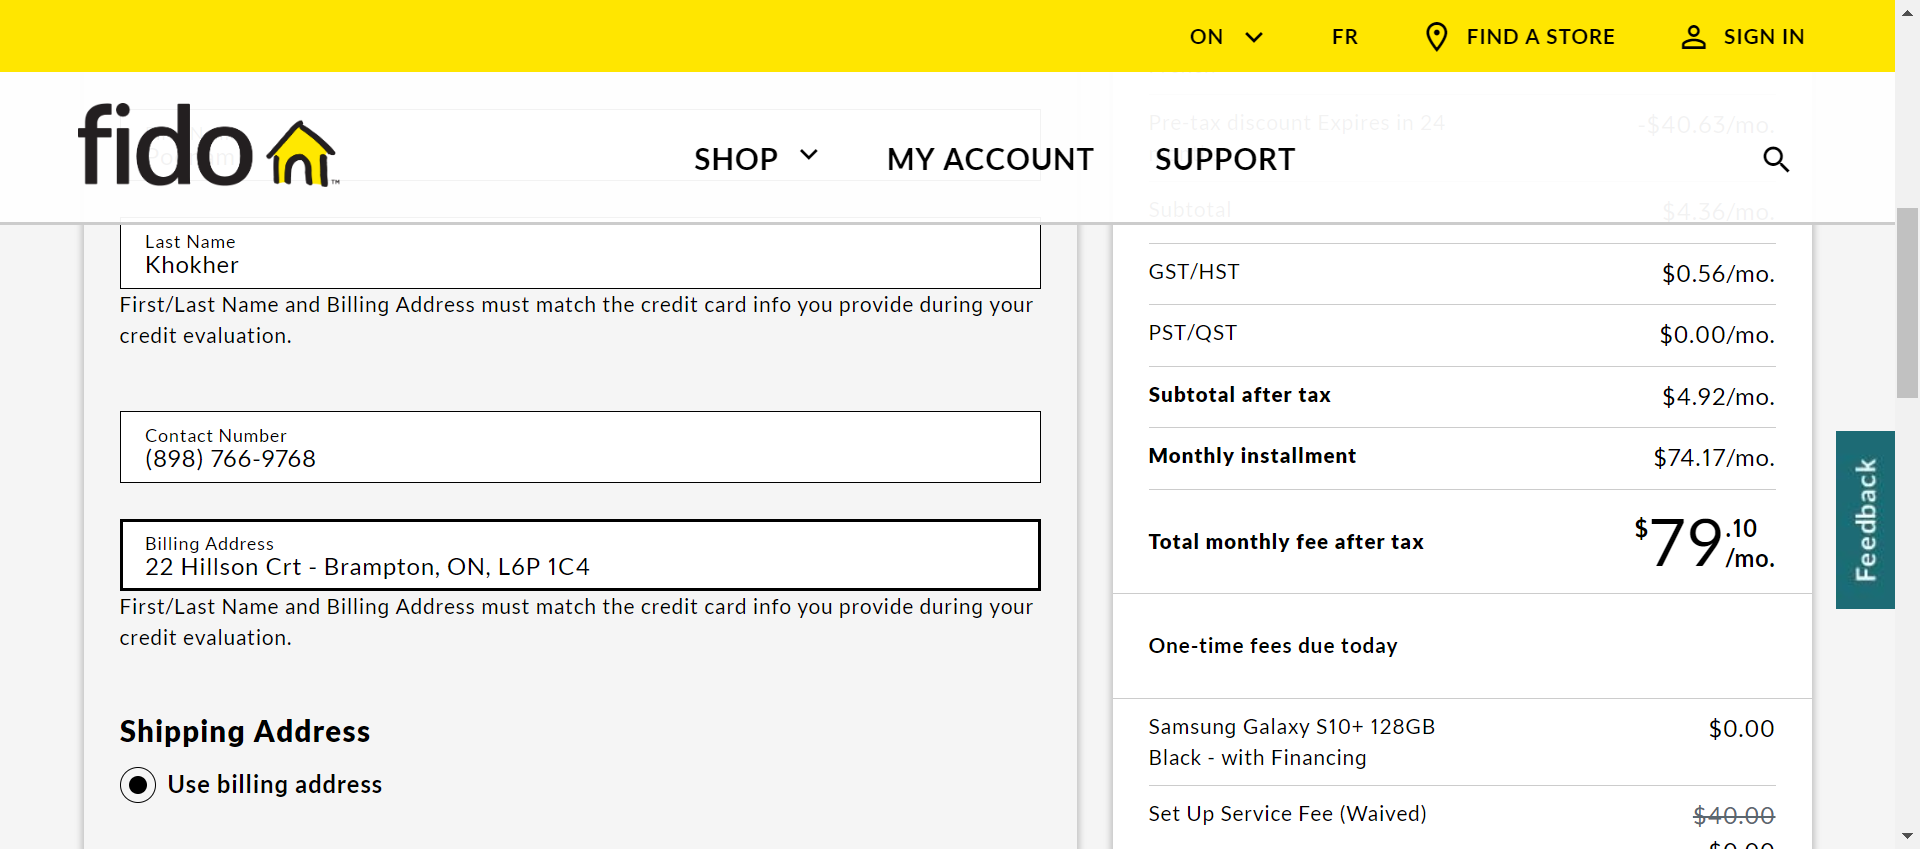 ON
FR
FIND A STORE
SIGN IN
fido
TM
SHOP
MY ACCOUNT
SUPPORT
Last Name
Khokher
First/Last Name and Billing Address must match the credit card info you provide during your
credit evaluation.
Contact Number
(898) 766-9768
Billing Address
22 Hillson Crt - Brampton, ON, L6P 1C4
First/Last Name and Billing Address must match the credit card info you provide during your
credit evaluation.
Shipping Address
Use billing address
Pre-tax discount Expires in 24
-$40.63/mo.
Subtotal
$4.36/mo.
GST/HST
$0.56/mo.
PST/QST
$0.00/mo.
Subtotal after tax
$4.92/mo.
Monthly installment
$74.17/mo.
Total monthly fee after tax
$79.10/mo.
One-time fees due today
Samsung Galaxy S10+ 128GB
Black - with Financing
$0.00
Set Up Service Fee (Waived)
$40.00
$0.00
Feedback